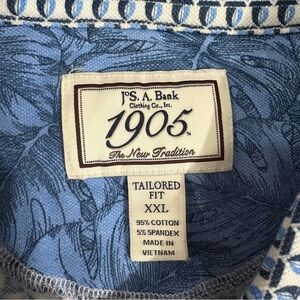 JoS. A. Bank
Clothing Co., Inc.
1905
The New Tradition
TAILORED
FIT
XXL
95% COTTON
5% SPANDEX
MADE IN
VIETNAM